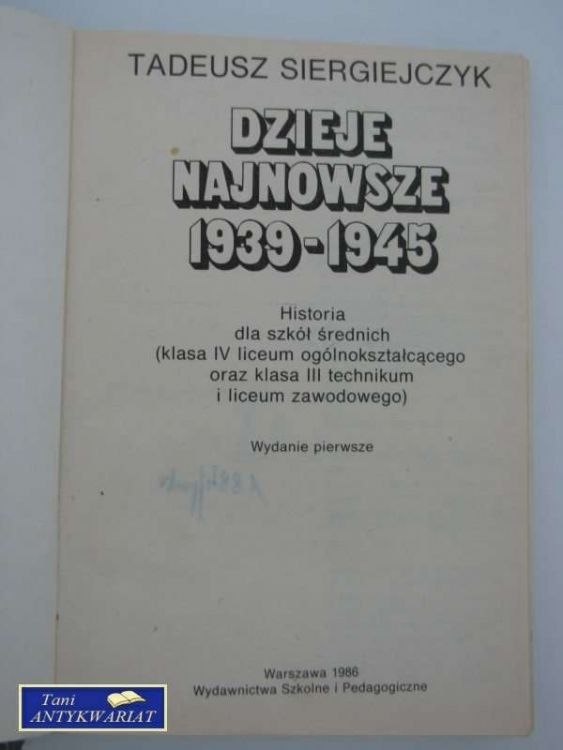 TADEUSZ SIERGIEJCZYK
DZIEJE
NAJNOWSZE
1939-1945
Historia
dla szkół średnich
(klasa IV liceum ogólnokształcącego
oraz klasa III technikum
i liceum zawodowego)
Wydanie pierwsze
Warszawa 1986
Wydawnictwa Szkolne i Pedagogiczne
Tani
ANTYKWARIAT